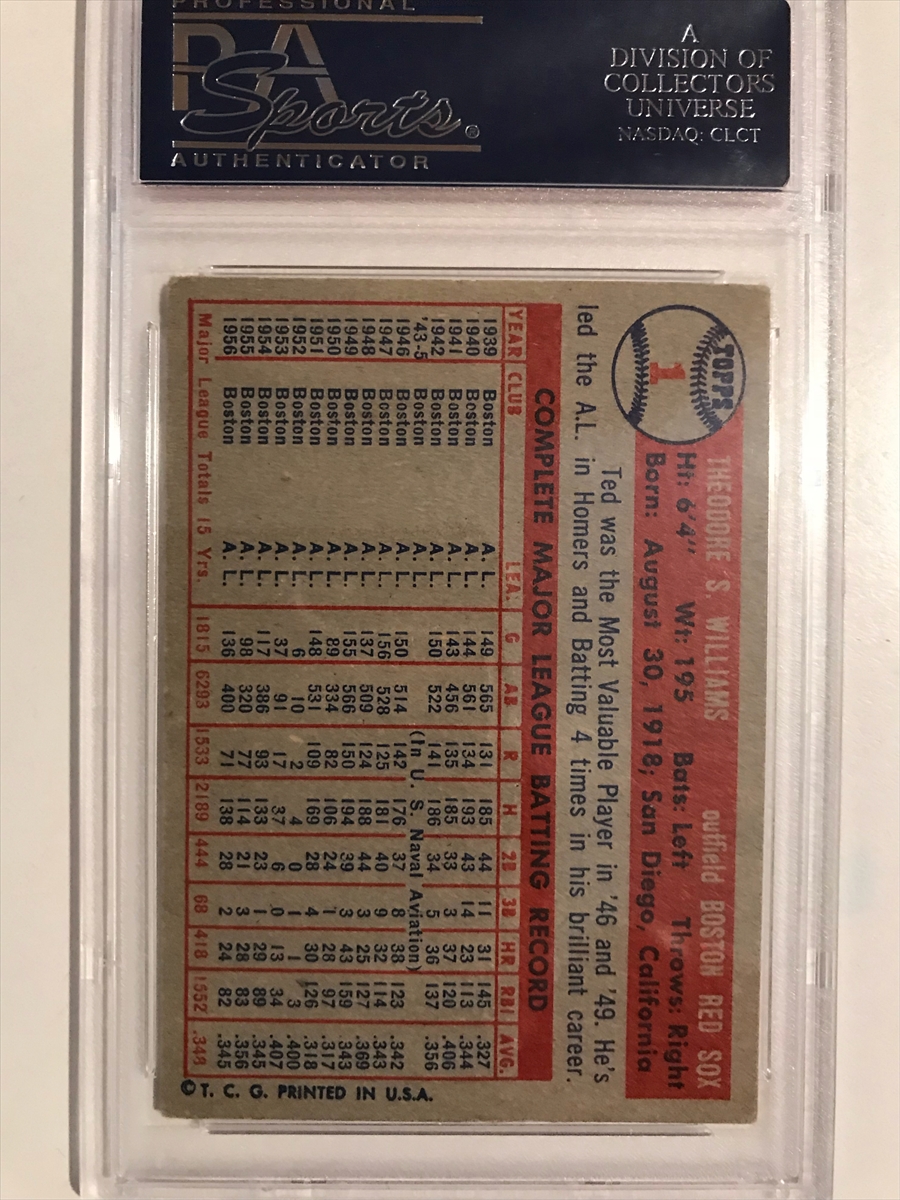 PROFESSIONAL
PSA
Sports®
AUTHENTICATOR
A
DIVISION OF
COLLECTORS
UNIVERSE
NASDAQ: CLCT
TOPPS
1
THEODORE S. WILLIAMS outfield BOSTON RED SOX
Ht: 6'4" Wt: 195 Bats: Left Throws: Right
Born: August 30, 1918; San Diego, California
Ted was the Most Valuable Player in '46 and '49. He's
led the A.L. in Homers and Batting 4 times in his brilliant career.
COMPLETE MAJOR LEAGUE BATTING RECORD
YEAR CLUB LEA. G AB R H 2B 3B HR RBI AVG.
1939 Boston A. L. 149 565 131 185 44 11 31 145 .327
1940 Boston A. L. 144 561 134 193 43 14 23 113 .344
1941 Boston A. L. 143 456 135 185 33 3 37 120 .406
1942 Boston A. L. 150 522 141 186 34 5 36 137 .356
'43-5 Boston A. L. (In U. S. Naval Aviation)
1946 Boston A. L. 150 514 142 176 37 8 38 123 .342
1947 Boston A. L. 156 528 125 181 40 9 32 114 .343
1948 Boston A. L. 137 509 124 188 44 3 25 127 .369
1949 Boston A. L. 155 566 150 194 39 3 43 159 .343
1950 Boston A. L. 89 334 82 106 24 1 28 97 .317
1951 Boston A. L. 148 531 109 169 28 4 30 126 .318
1952 Boston A. L. 6 10 2 4 0 1 1 3 .400
1953 Boston A. L. 37 91 17 37 6 0 13 34 .407
1954 Boston A. L. 117 386 93 133 23 1 29 89 .345
1955 Boston A. L. 98 320 77 114 21 3 28 83 .356
1956 Boston A. L. 136 400 71 138 28 2 24 82 .345
Major League Totals 15 Yrs. 1815 6293 1533 2189 444 68 418 1552 .348
© T. C. G. PRINTED IN U.S.A.